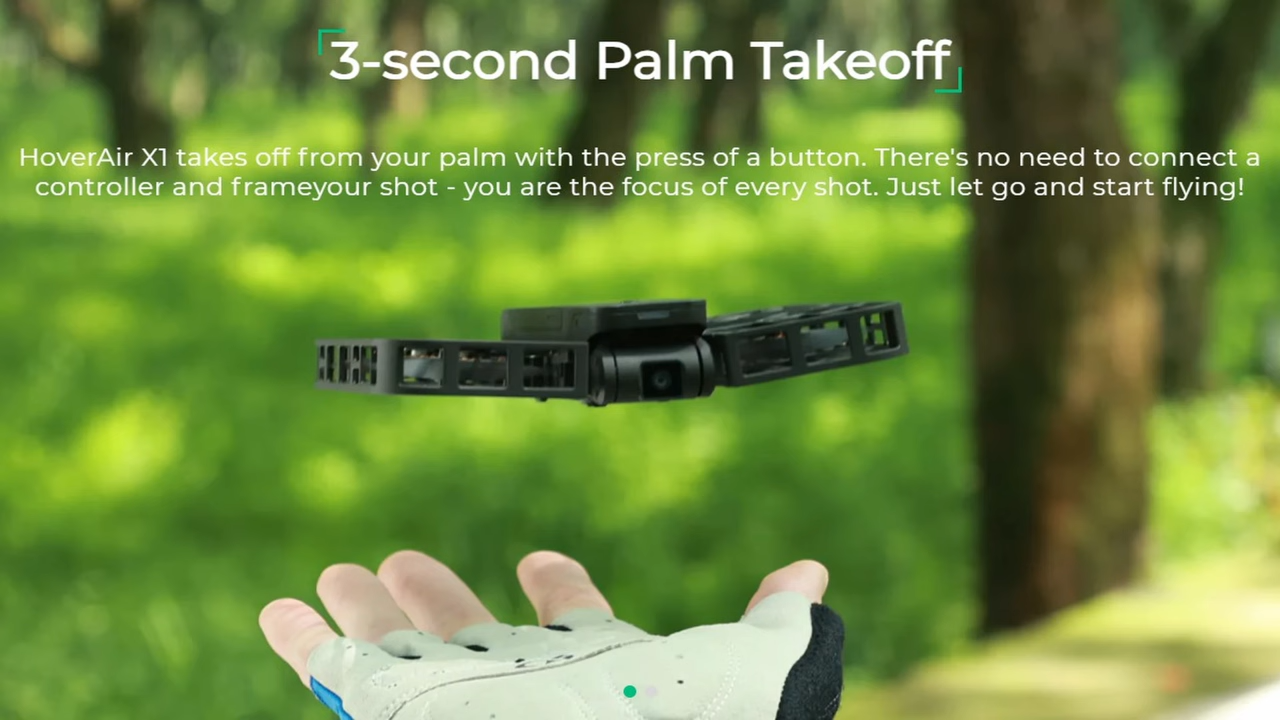 3-second Palm Takeoff
HoverAir X1 takes off from your palm with the press of a button. There's no need to connect a
controller and frameyour shot - you are the focus of every shot. Just let go and start flying!